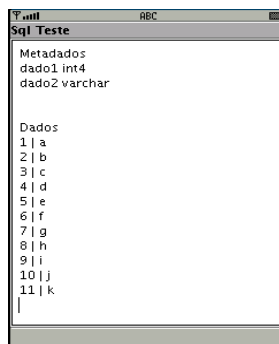 ABC
Sql Teste
Metadados
dado1 int4
dado2 varchar
Dados
1 | a
2 | b
3 | c
4 | d
5 | e
6 | f
7 | g
8 | h
9 | i
10 | j
11 | k